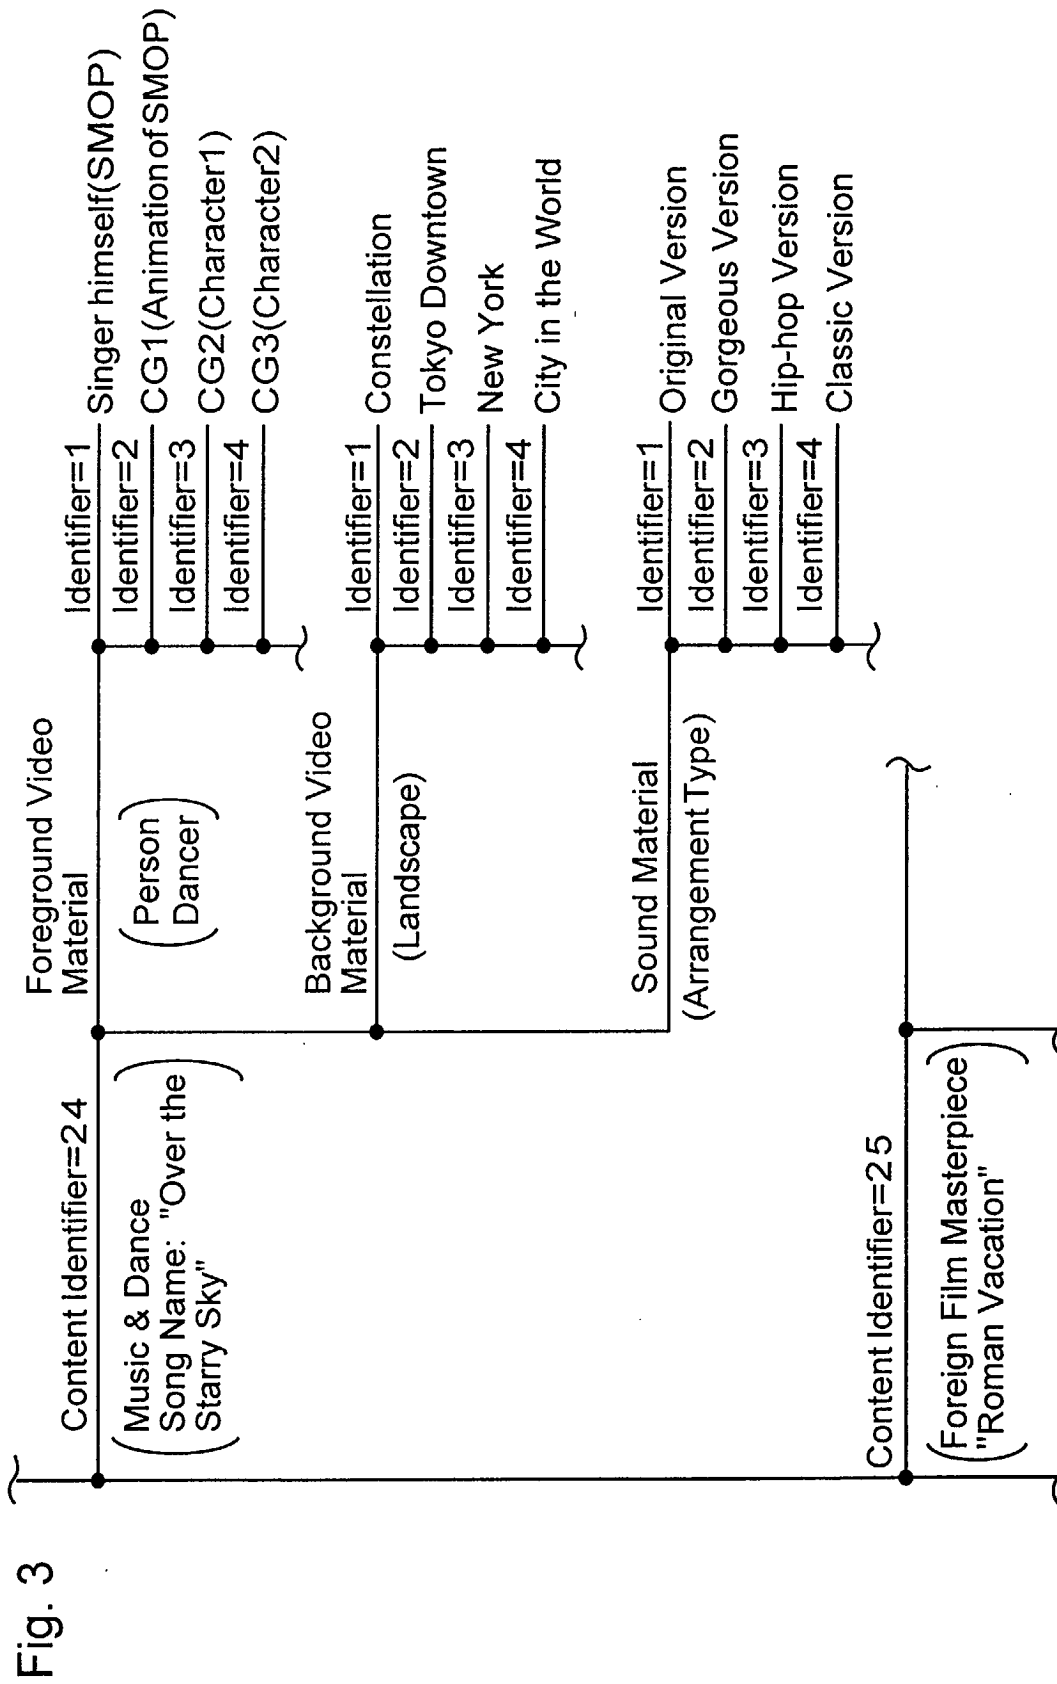 Fig. 3
Content Identifier=24
Music & Dance
Song Name: "Over the
Starry Sky"
Foreground Video
Material
Person
Dancer
Identifier=1
Singer himself(SMOP)
Identifier=2
CG1(Animation of SMOP)
Identifier=3
CG2(Character1)
Identifier=4
CG3(Character2)
Background Video
Material
(Landscape)
Identifier=1
Constellation
Identifier=2
Tokyo Downtown
Identifier=3
New York
Identifier=4
City in the World
Sound Material
(Arrangement Type)
Identifier=1
Original Version
Identifier=2
Gorgeous Version
Identifier=3
Hip-hop Version
Identifier=4
Classic Version
Content Identifier=25
Foreign Film Masterpiece
"Roman Vacation"